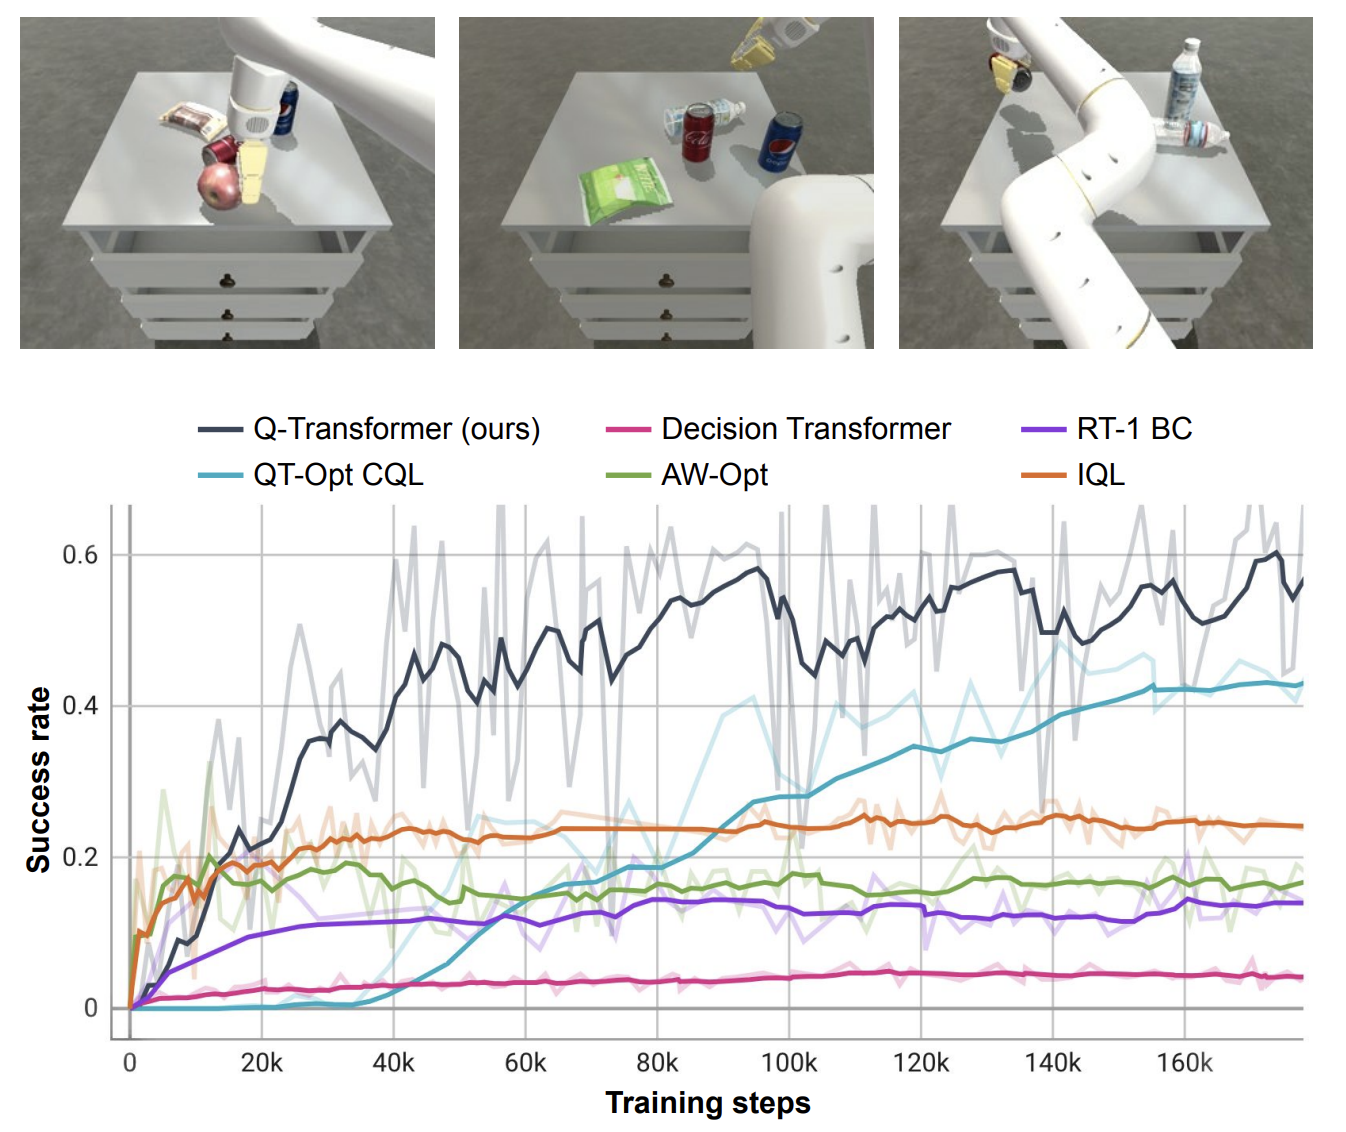 Q-Transformer (ours) Decision Transformer RT-1 BC
QT-Opt CQL AW-Opt IQL
0.6
0.4
0.2
0
Success rate
0 20k 40k 60k 80k 100k 120k 140k 160k
Training steps